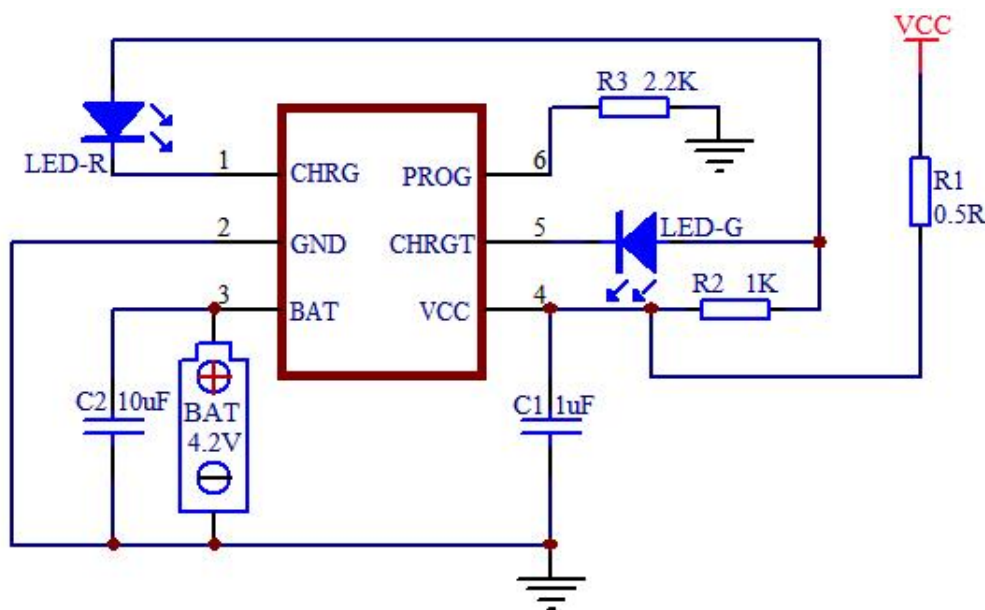 VCC
R3 2.2K
LED-R
1
CHRG
PROG
6
R1
0.5R
2
GND
CHRGT
5
LED-G
3
BAT
VCC
4
R2 1K
C2 10uF
BAT
4.2V
C1 1uF